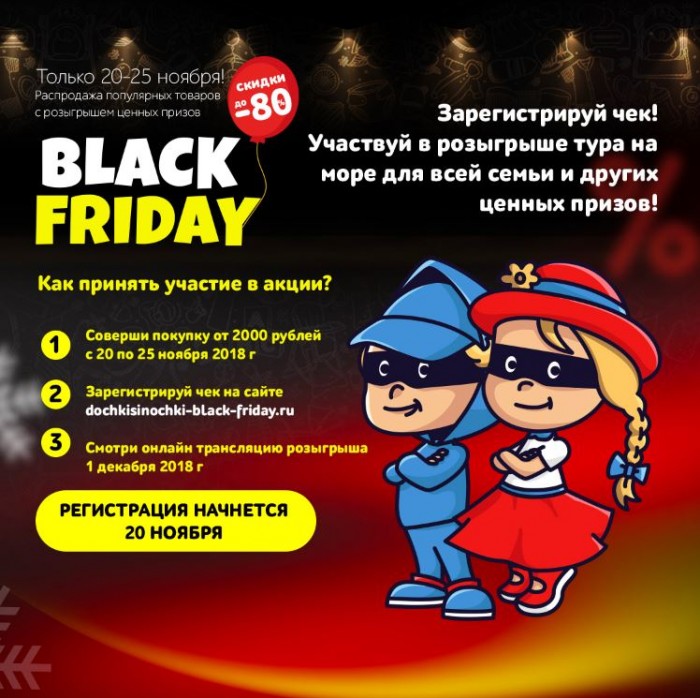 Только 20-25 ноября!
Распродажа популярных товаров
с розыгрышем ценных призов
скидки
до
-80%
BLACK
FRIDAY
Зарегистрируй чек!
Участвуй в розыгрыше тура на
море для всей семьи и других
ценных призов!
%
Как принять участие в акции?
1
Соверши покупку от 2000 рублей
с 20 по 25 ноября 2018 г
2
Зарегистрируй чек на сайте
dochkisinochki-black-friday.ru
3
Смотри онлайн трансляцию розыгрыша
1 декабря 2018 г
РЕГИСТРАЦИЯ НАЧНЕТСЯ
20 НОЯБРЯ